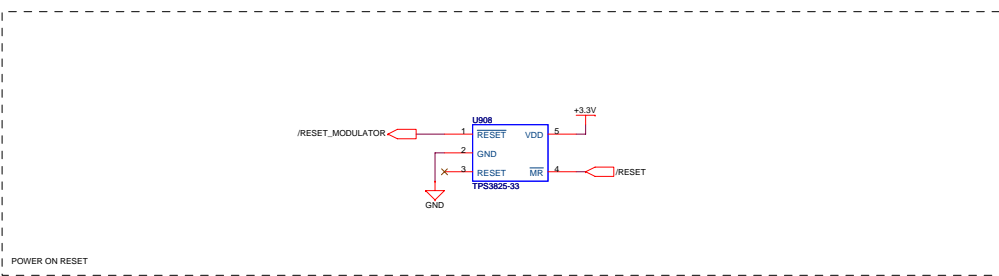 +3.3V
U908
/RESET_MODULATOR 1 RESET VDD 5
2 GND
3 RESET MR 4 /RESET
TPS3825-33
GND
POWER ON RESET